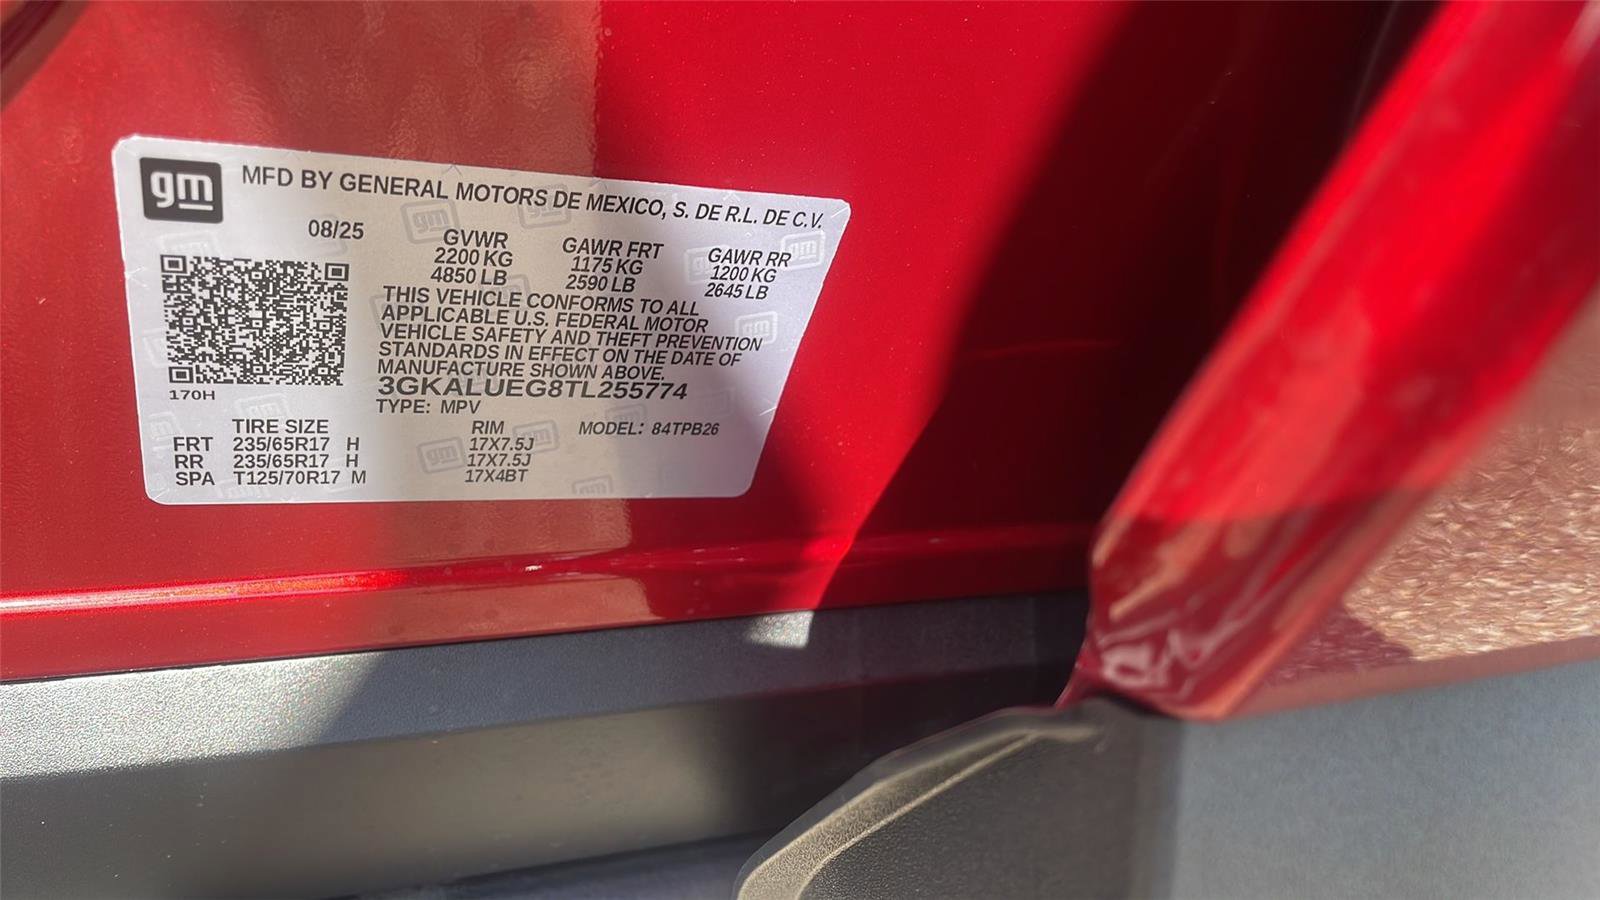 gm MFD BY GENERAL MOTORS DE MEXICO, S. DE R.L. DE C.V.
08/25 GVWR GAWR FRT GAWR RR
2200 KG 1175 KG 1200 KG
4850 LB 2590 LB 2645 LB
THIS VEHICLE CONFORMS TO ALL
APPLICABLE U.S. FEDERAL MOTOR
VEHICLE SAFETY AND THEFT PREVENTION
STANDARDS IN EFFECT ON THE DATE OF
MANUFACTURE SHOWN ABOVE.
170H 3GKALUEG8TL255774
TYPE: MPV
TIRE SIZE RIM MODEL: 84TPB26
FRT 235/65R17 H 17X7.5J
RR 235/65R17 H 17X7.5J
SPA T125/70R17 M 17X4BT